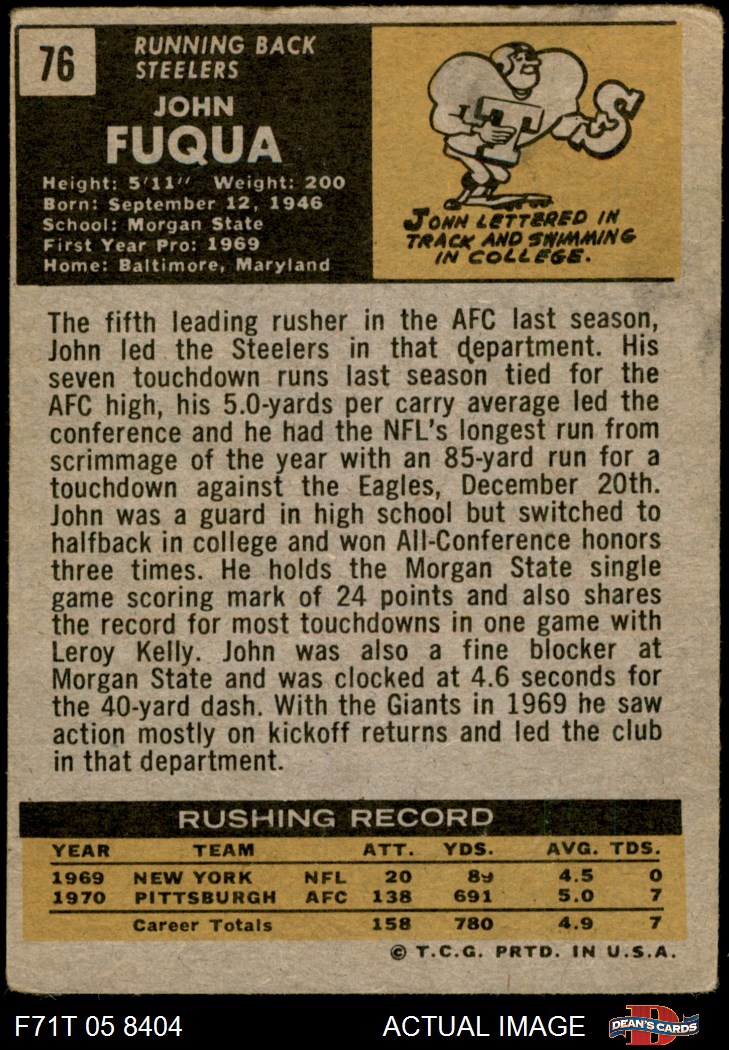 76
RUNNING BACK
STEELERS
JOHN
FUQUA
Height: 5'11" Weight: 200
Born: September 12, 1946
School: Morgan State
First Year Pro: 1969
Home: Baltimore, Maryland
T S
JOHN LETTERED IN
TRACK AND SWIMMING
IN COLLEGE.
The fifth leading rusher in the AFC last season,
John led the Steelers in that department. His
seven touchdown runs last season tied for the
AFC high, his 5.0-yards per carry average led the
conference and he had the NFL's longest run from
scrimmage of the year with an 85-yard run for a
touchdown against the Eagles, December 20th.
John was a guard in high school but switched to
halfback in college and won All-Conference honors
three times. He holds the Morgan State single
game scoring mark of 24 points and also shares
the record for most touchdowns in one game with
Leroy Kelly. John was also a fine blocker at
Morgan State and was clocked at 4.6 seconds for
the 40-yard dash. With the Giants in 1969 he saw
action mostly on kickoff returns and led the club
in that department.
RUSHING RECORD
YEAR TEAM ATT. YDS. AVG. TDS.
1969 NEW YORK NFL 20 89 4.5 0
1970 PITTSBURGH AFC 138 691 5.0 7
Career Totals 158 780 4.9 7
© T.C.G. PRTD. IN U.S.A.
F71T 05 8404 ACTUAL IMAGE D DEAN'S CARDS